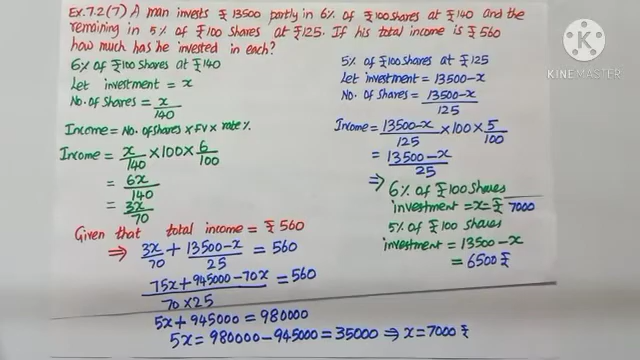 Ex.7.2(7) A man invests ₹ 13500 partly in 6% of ₹100 shares at ₹140 and the
remaining in 5% of ₹100 shares at ₹125. If his total income is ₹560
how much has he invested in each?
6% of ₹100 shares at ₹140
Let investment = x
No. of shares = x/140
Income = No. of shares × FV × rate%
Income = x/140 × 100 × 6/100
= 6x/140
= 3x/70
Given that total income = ₹560
⇒ 3x/70 + (13500-x)/25 = 560
(75x + 945000 - 70x)/(70×25) = 560
5x + 945000 = 980000
5x = 980000 - 945000 = 35000 ⇒ x = 7000 ₹
5% of ₹100 shares at ₹125
Let investment = 13500-x
No. of shares = (13500-x)/125
Income = (13500-x)/125 × 100 × 5/100
= (13500-x)/25
⇒ 6% of ₹100 shares
investment = x = ₹ 7000
5% of ₹100 shares
investment = 13500-x
= 6500 ₹
KINEMASTER